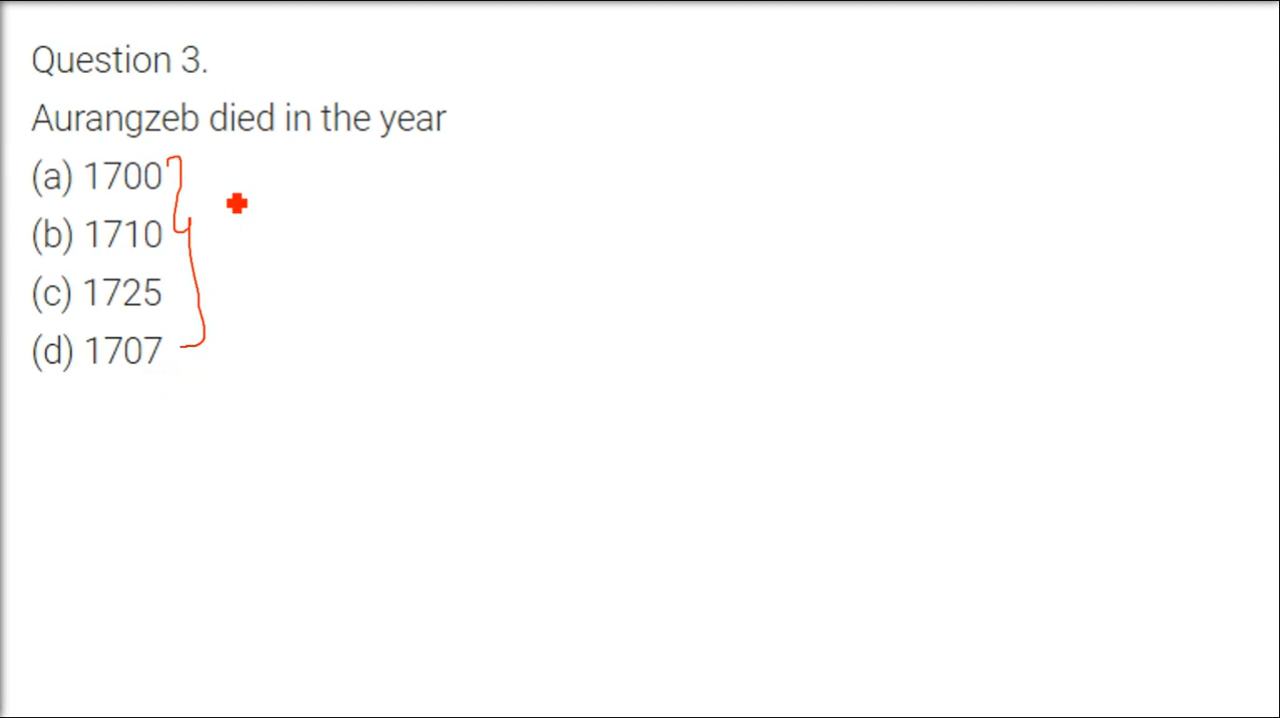 Question 3.
Aurangzeb died in the year
(a) 1700
(b) 1710
(c) 1725
(d) 1707